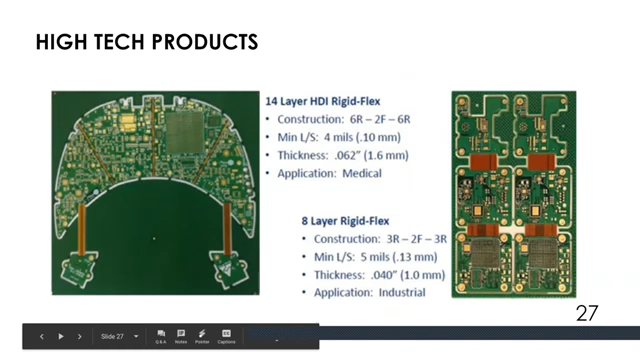 HIGH TECH PRODUCTS
14 Layer HDI Rigid-Flex
• Construction: 6R – 2F – 6R
• Min L/S: 4 mils (.10 mm)
• Thickness: .062” (1.6 mm)
• Application: Medical
8 Layer Rigid-Flex
• Construction: 3R – 2F – 3R
• Min L/S: 5 mils (.13 mm)
• Thickness: .040” (1.0 mm)
• Application: Industrial
27
Slide 27
Q&A
Notes
Pointer
Captions